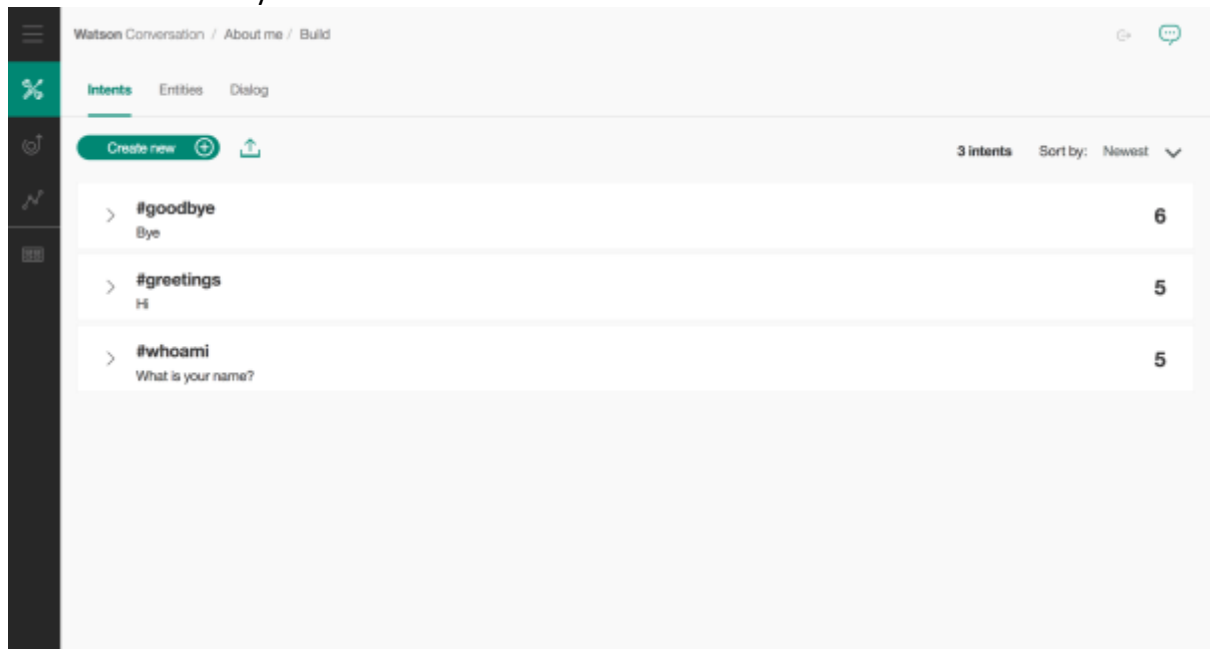 Watson Conversation / About me / Build
Intents Entities Dialog
Create new
3 intents Sort by: Newest
#goodbye
6
Bye
#greetings
5
Hi
#whoami
5
What is your name?